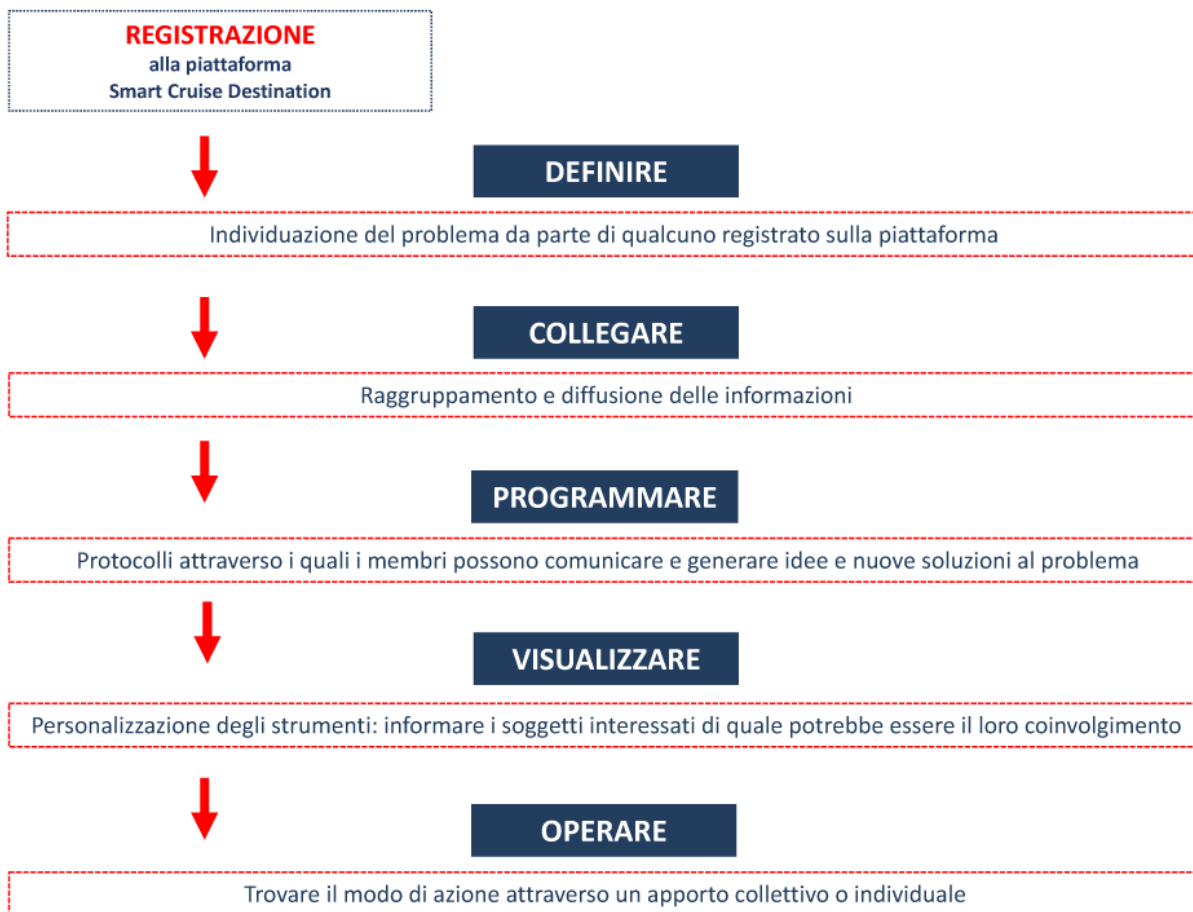 REGISTRAZIONE
alla piattaforma
Smart Cruise Destination
DEFINIRE
Individuazione del problema da parte di qualcuno registrato sulla piattaforma
COLLEGARE
Raggruppamento e diffusione delle informazioni
PROGRAMMARE
Protocolli attraverso i quali i membri possono comunicare e generare idee e nuove soluzioni al problema
VISUALIZZARE
Personalizzazione degli strumenti: informare i soggetti interessati di quale potrebbe essere il loro coinvolgimento
OPERARE
Trovare il modo di azione attraverso un apporto collettivo o individuale